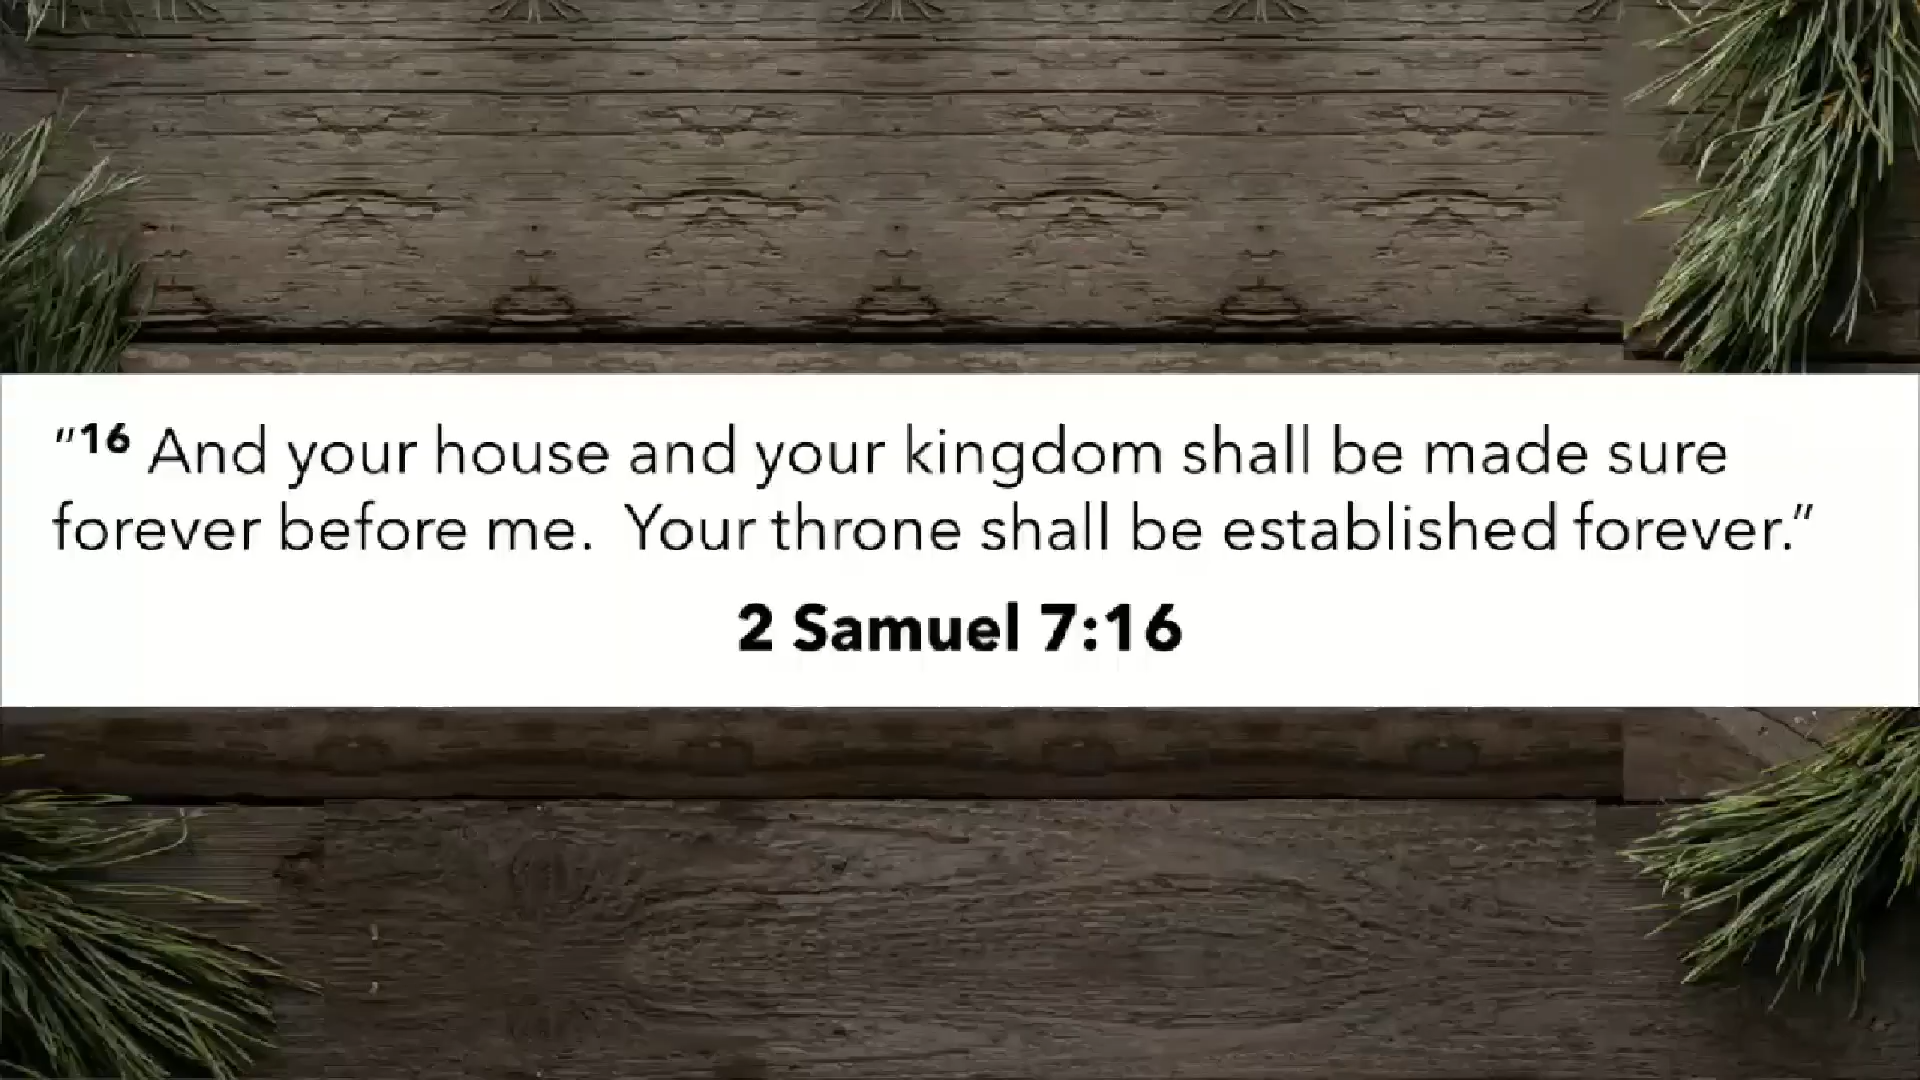 "16 And your house and your kingdom shall be made sure
forever before me.  Your throne shall be established forever."
2 Samuel 7:16